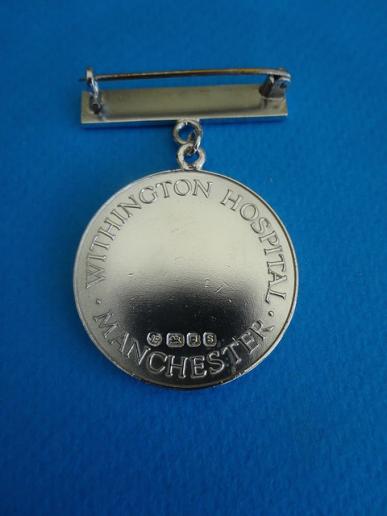 · WITHINGTON HOSPITAL ·
MANCHESTER